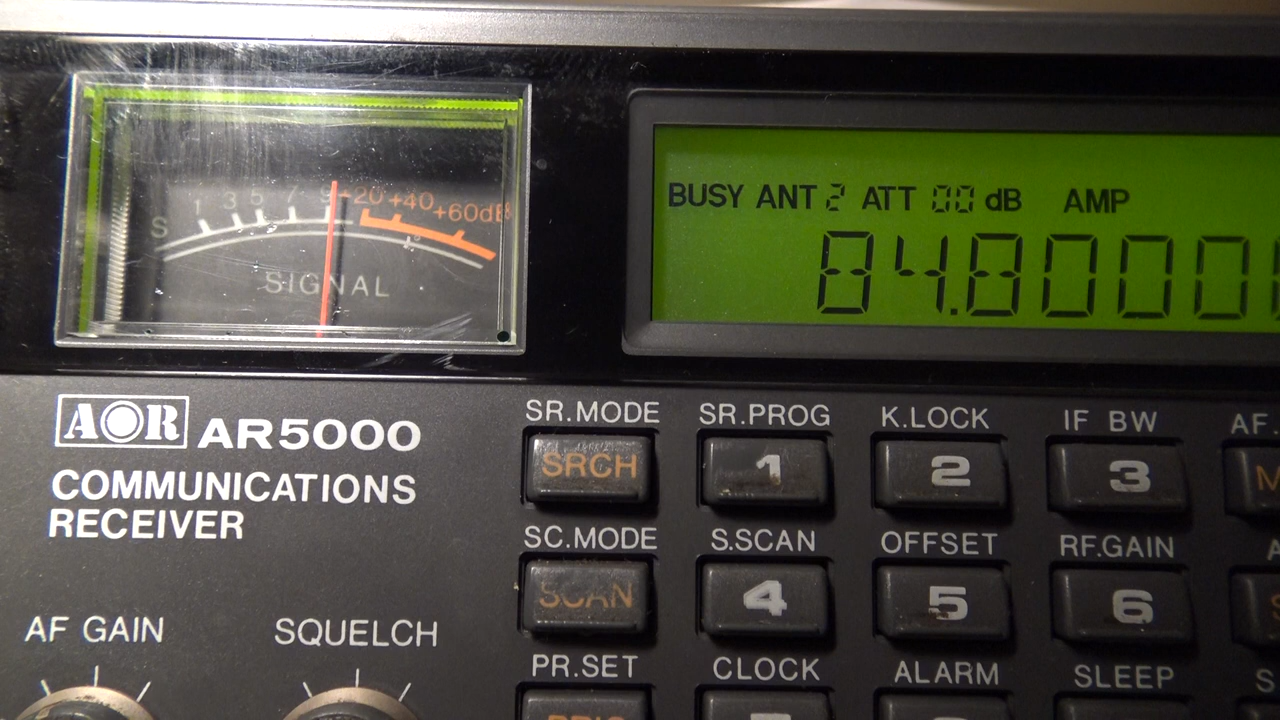 S 1 3 5 7 9 +20 +40 +60dB
SIGNAL
BUSY ANT 2 ATT 00 dB AMP
84.8000
AOR AR5000
COMMUNICATIONS
RECEIVER
AF GAIN
SQUELCH
SR.MODE SR.PROG K.LOCK IF BW AF.
SRCH 1 2 3 M
SC.MODE S.SCAN OFFSET RF.GAIN
SCAN 4 5 6
PR.SET CLOCK ALARM SLEEP S